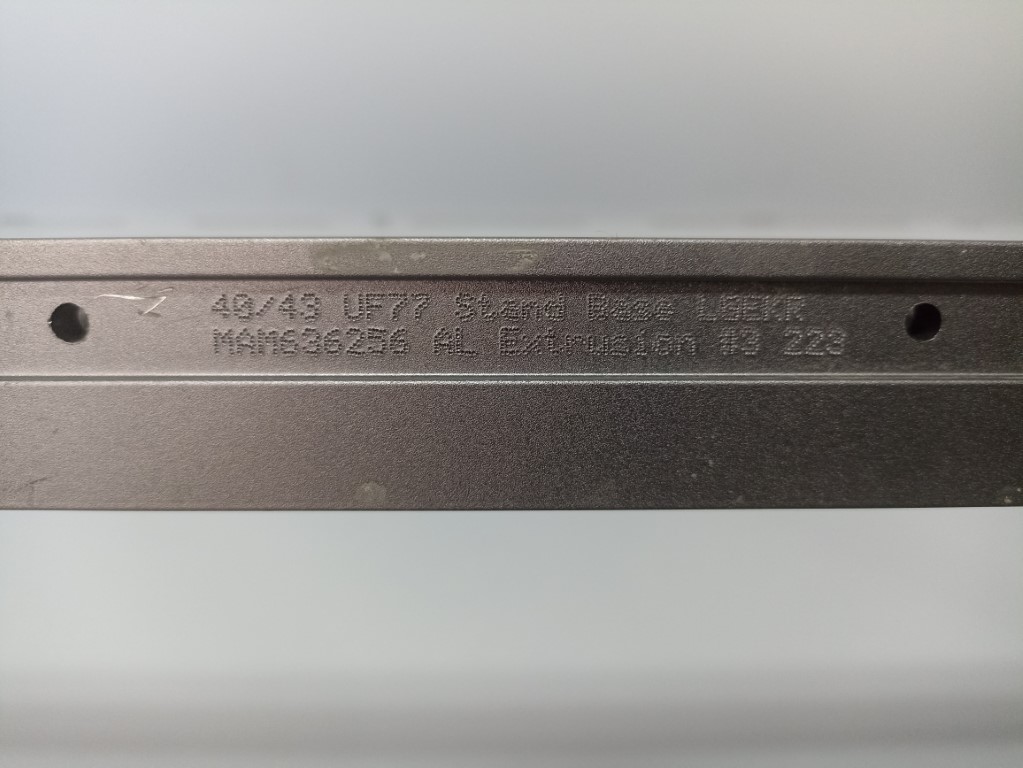 40/43 UF77 Stand Base LGEKR
MAM636256 AL Extrusion #3 223